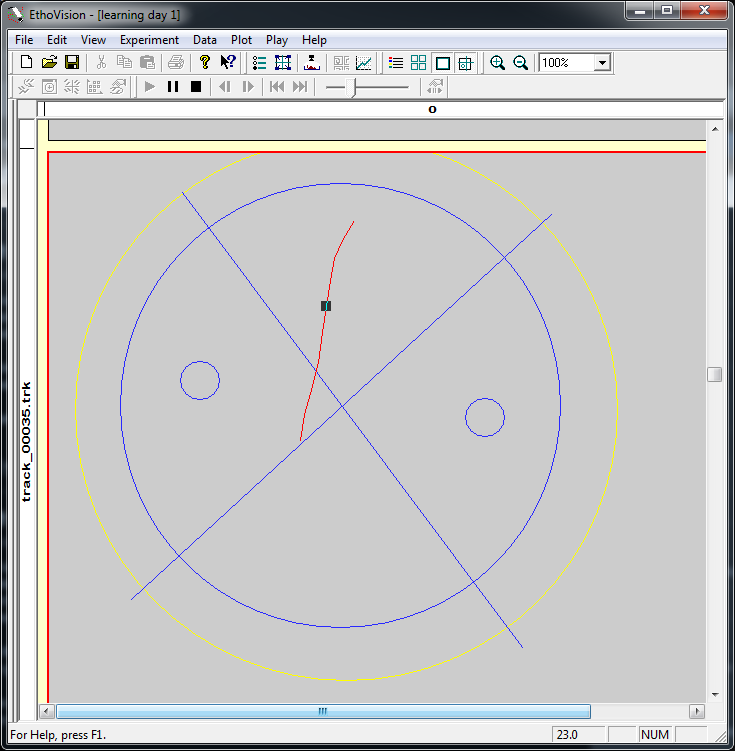 EthoVision - [learning day 1]
File Edit View Experiment Data Plot Play Help
100%
0
track_00035.trk
For Help, press F1.
23.0
NUM